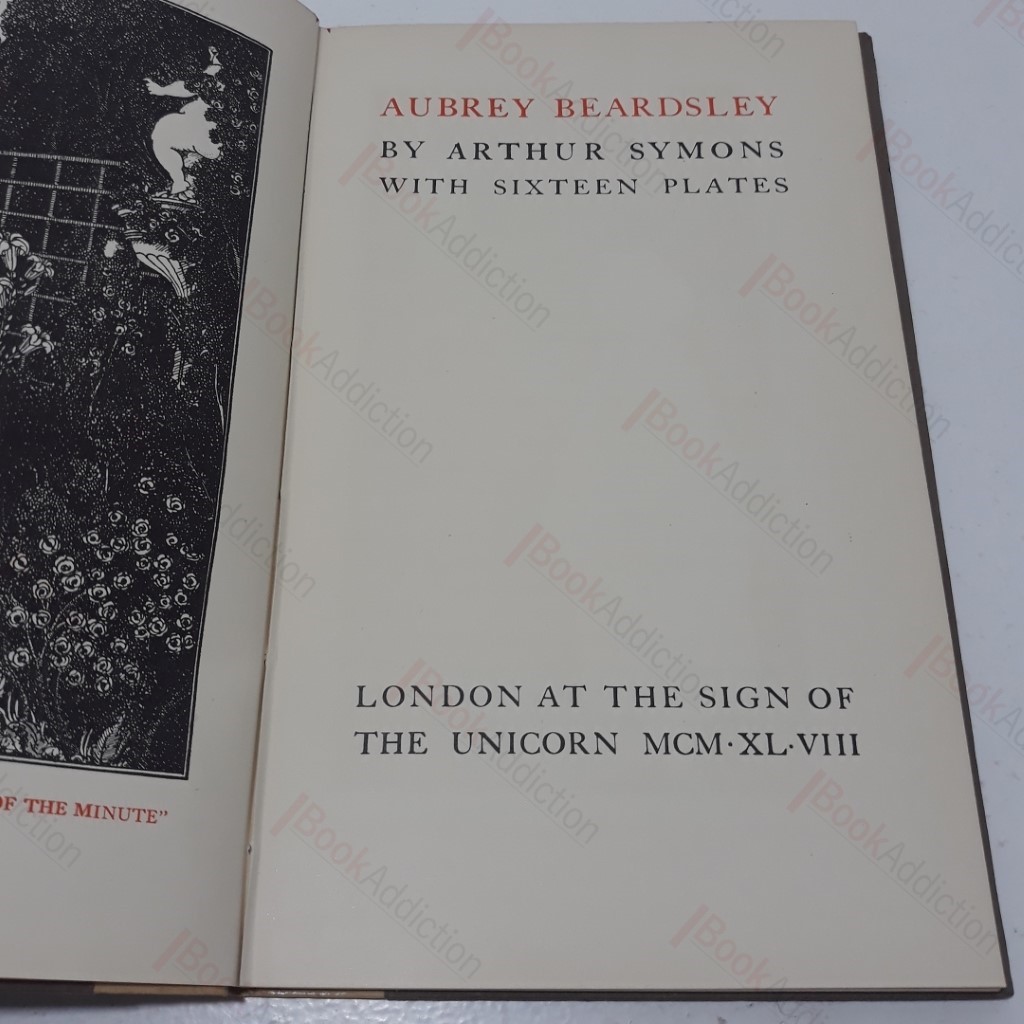 OF THE MINUTE”
AUBREY BEARDSLEY
BY ARTHUR SYMONS
WITH SIXTEEN PLATES
LONDON AT THE SIGN OF
THE UNICORN MCM·XL·VIII
BookAddiction